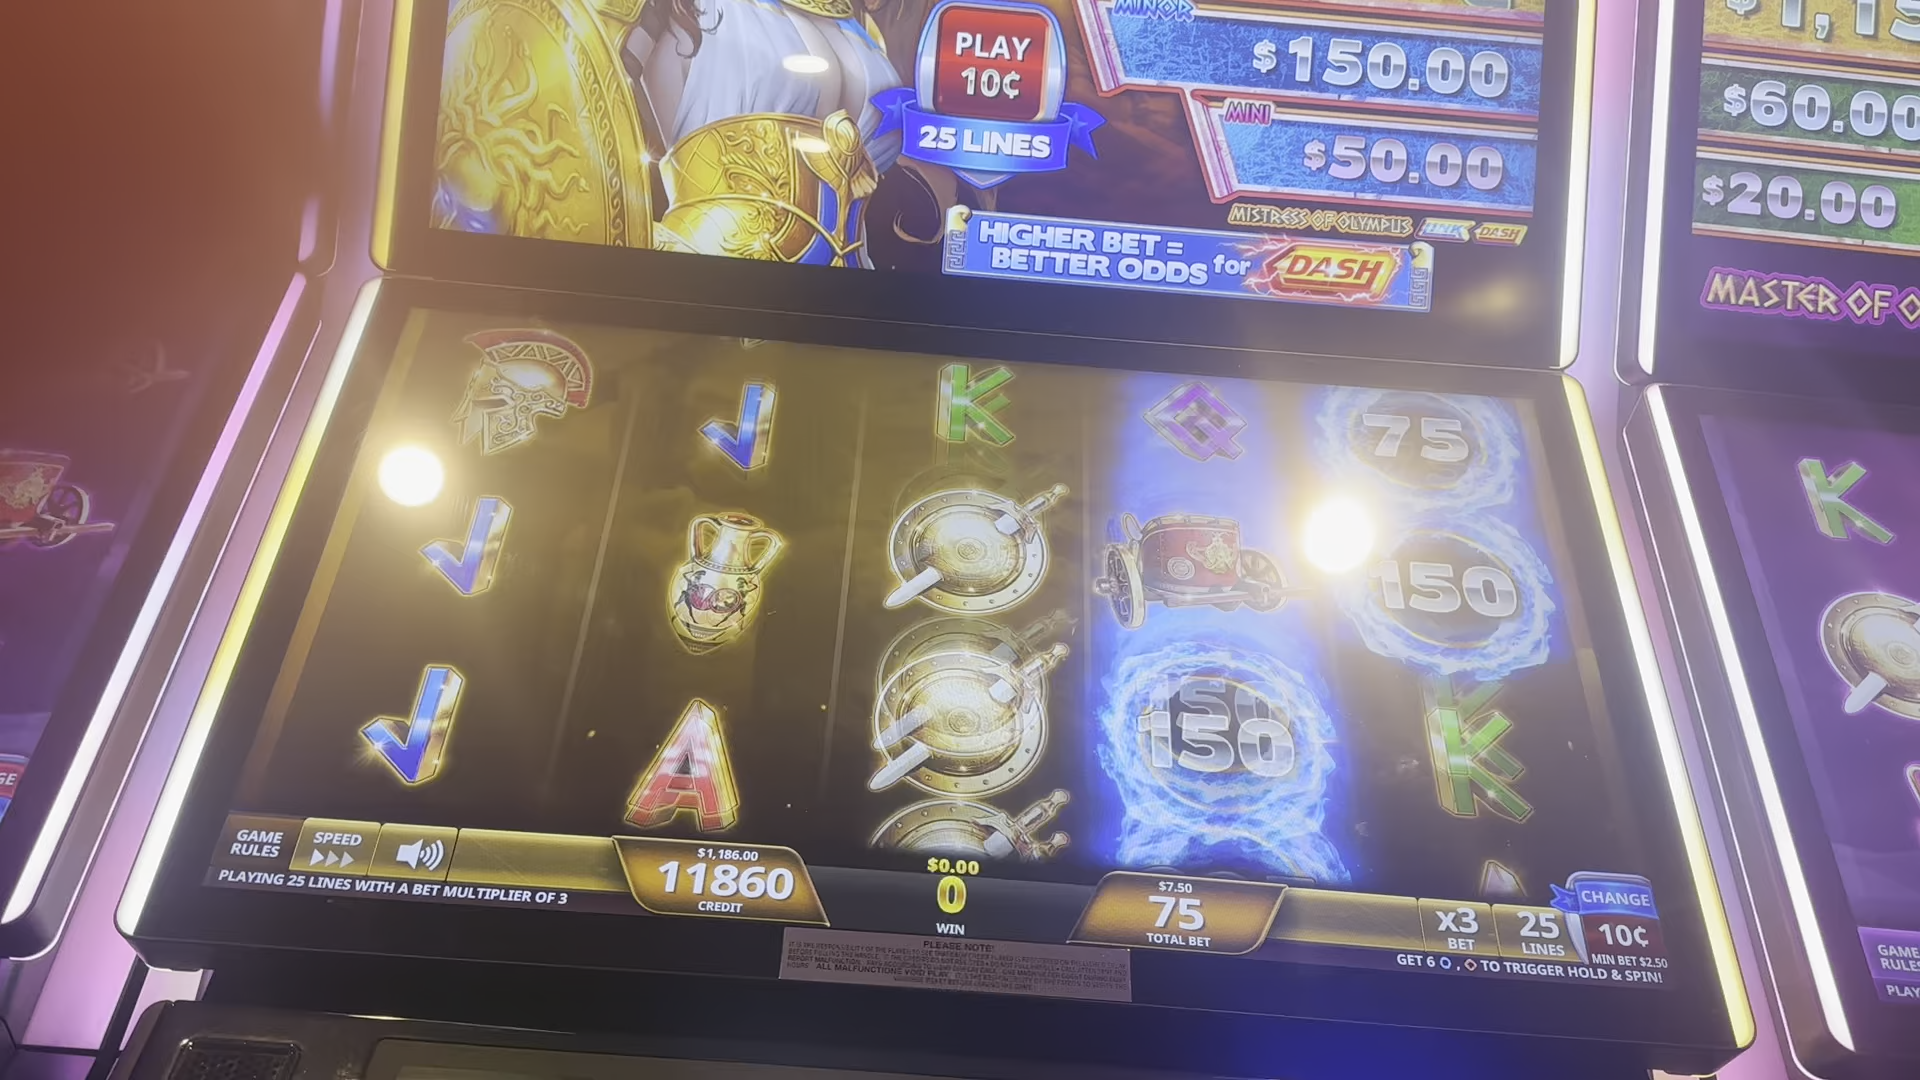 MINOR
$150.00
MINI
$50.00
PLAY
10¢
25 LINES
MISTRESS OF OLYMPUS LINK DASH
HIGHER BET =
BETTER ODDS for DASH
$60.00
$20.00
MASTER OF
K
Q
75
150
150
150
A
K
K
GAME
RULES
SPEED
$1,186.00
11860
CREDIT
$0.00
0
WIN
$7.50
75
TOTAL BET
x3
BET
25
LINES
CHANGE
10¢
MIN BET $2.50
PLAYING 25 LINES WITH A BET MULTIPLIER OF 3
GET 6 , TO TRIGGER HOLD & SPIN!
PLEASE NOTE!
ALL MALFUNCTIONS VOID PLAY
GAME
RULES